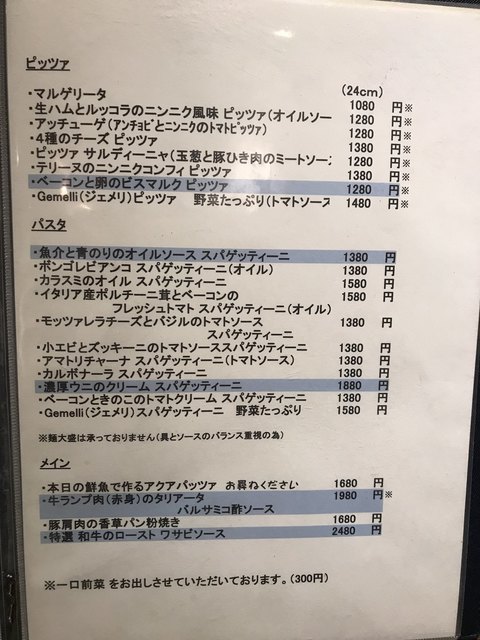 ピッツァ
(24cm)
・マルゲリータ 1080 円※
・生ハムとルッコラのニンニク風味 ピッツァ(オイルソー 1280 円※
・アッチューゲ(アンチョビとニンニクのトマトピッツァ) 1280 円※
・4種のチーズ ピッツァ 1380 円※
・ピッツァ サルディーニャ(玉葱と豚ひき肉のミートソー 1280 円※
・テリーヌのニンニクコンフィ ピッツァ 1380 円※
・ベーコンと卵のビスマルク ピッツァ 1280 円※
・Gemelli(ジェメリ)ピッツァ 野菜たっぷり(トマトソース 1480 円※
パスタ
・魚介と青のりのオイルソース スパゲッティーニ 1380 円
・ボンゴレビアンコ スパゲッティーニ(オイル) 1380 円
・カラスミのオイル スパゲッティーニ 1580 円
・イタリア産ポルチーニ茸とベーコンの 1580 円
フレッシュトマト スパゲッティーニ(オイル)
・モッツァレラチーズとバジルのトマトソース 1380 円
スパゲッティーニ
・小エビとズッキーニのトマトソーススパゲッティーニ 1380 円
・アマトリチャーナ スパゲッティーニ(トマトソース) 1380 円
・カルボナーラ スパゲッティーニ 1380 円
・濃厚ウニのクリーム スパゲッティーニ 1880 円
・ベーコンときのこのトマトクリーム スパゲッティーニ 1380 円
・Gemelli(ジェメリ)スパゲッティーニ 野菜たっぷり 1580 円
※麺大盛は承っておりません(具とソースのバランス重視の為)
メイン
・本日の鮮魚で作るアクアパッツァ お尋ねください 1680 円
・牛ランプ肉(赤身)のタリアータ 1980 円※
バルサミコ酢ソース
・豚肩肉の香草パン粉焼き 1680 円
・特選 和牛のロースト ワサビソース 2480 円
※一口前菜 をお出しさせていただいております。(300円)